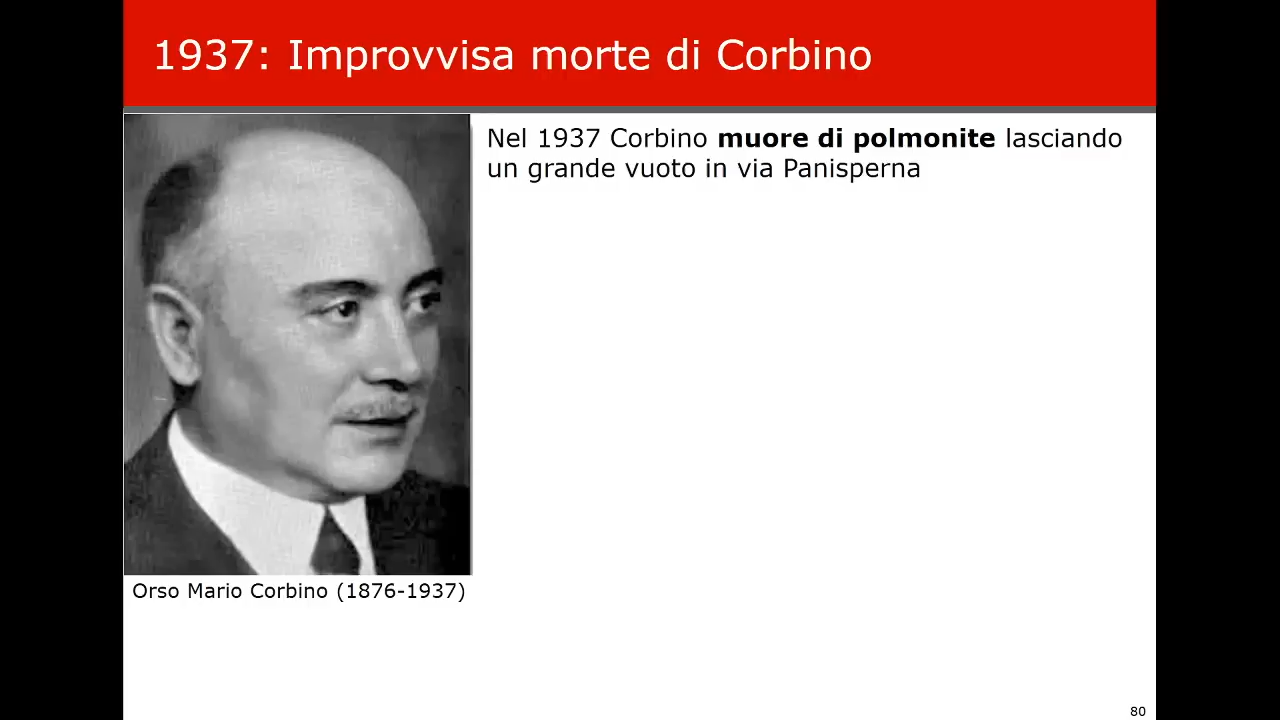 1937: Improvvisa morte di Corbino
Nel 1937 Corbino muore di polmonite lasciando
un grande vuoto in via Panisperna
Orso Mario Corbino (1876-1937)
80